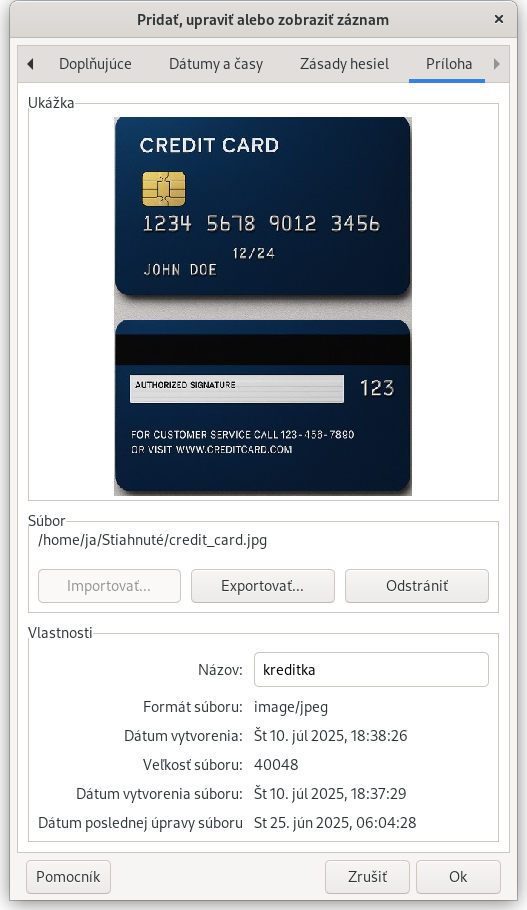 Pridať, upraviť alebo zobraziť záznam
Doplňujúce Dátumy a časy Zásady hesiel Príloha
Ukážka
CREDIT CARD
1234 5678 9012 3456
12/24
JOHN DOE
AUTHORIZED SIGNATURE
123
FOR CUSTOMER SERVICE CALL 123-456-7890
OR VISIT WWW.CREDITCARD.COM
Súbor
/home/ja/Stiahnuté/credit_card.jpg
Importovať... Exportovať... Odstrániť
Vlastnosti
Názov: kreditka
Formát súboru: image/jpeg
Dátum vytvorenia: Št 10. júl 2025, 18:38:26
Veľkosť súboru: 40048
Dátum vytvorenia súboru: Št 10. júl 2025, 18:37:29
Dátum poslednej úpravy súboru St 25. jún 2025, 06:04:28
Pomocník Zrušiť Ok